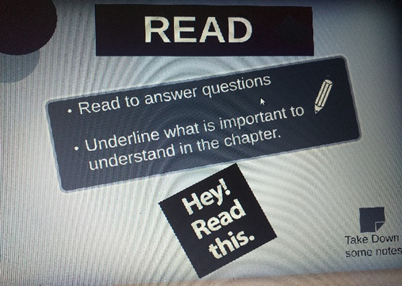 READ
• Read to answer questions
• Underline what is important to
understand in the chapter.
Hey!
Read
this.
Take Down
some notes